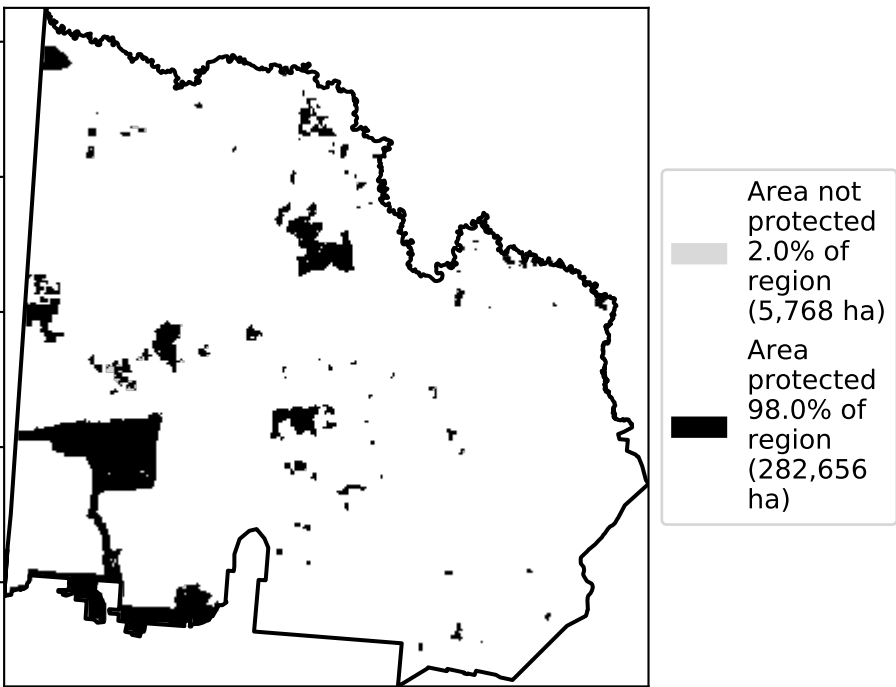 Area not
protected
2.0% of
region
(5,768 ha)
Area
protected
98.0% of
region
(282,656
ha)